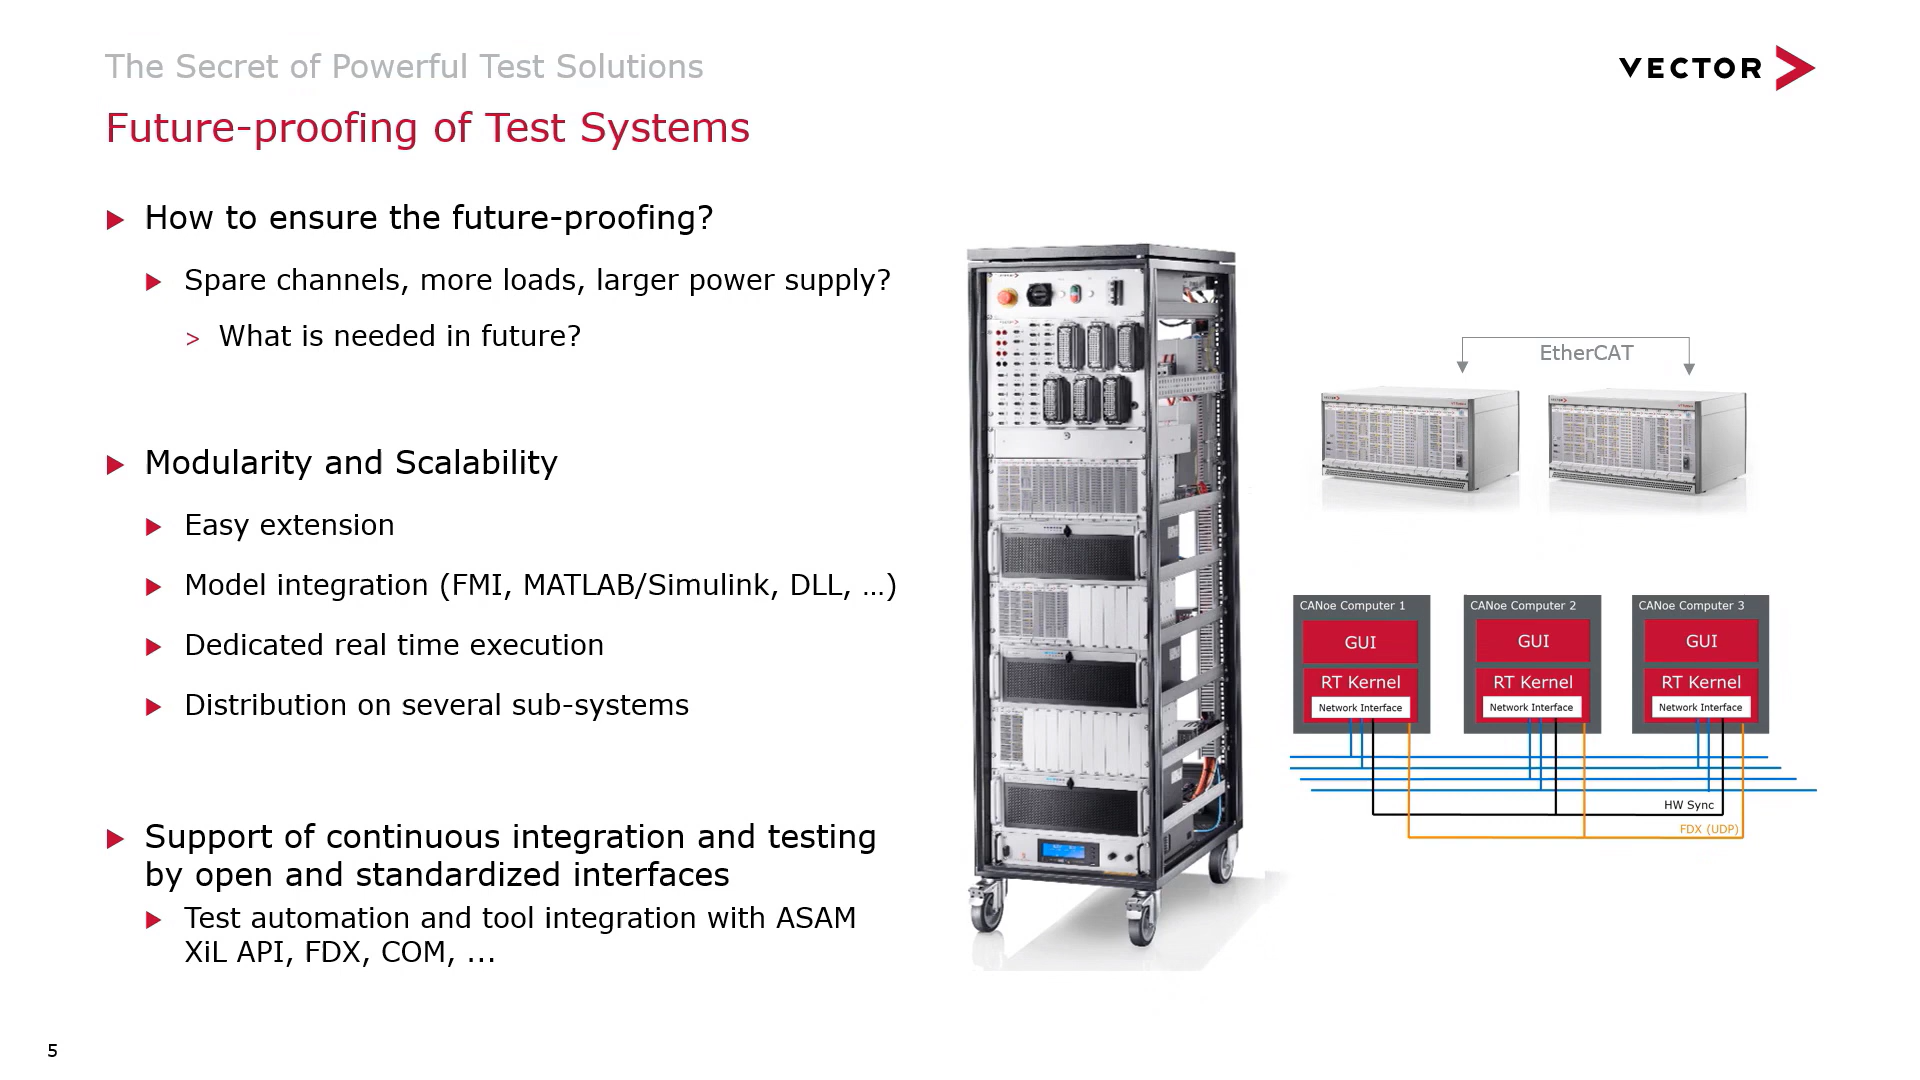 The Secret of Powerful Test Solutions
VECTOR
Future-proofing of Test Systems
How to ensure the future-proofing?
Spare channels, more loads, larger power supply?
> What is needed in future?
Modularity and Scalability
Easy extension
Model integration (FMI, MATLAB/Simulink, DLL, …)
Dedicated real time execution
Distribution on several sub-systems
Support of continuous integration and testing
by open and standardized interfaces
Test automation and tool integration with ASAM
XiL API, FDX, COM, …
EtherCAT
CANoe Computer 1
GUI
RT Kernel
Network Interface
CANoe Computer 2
GUI
RT Kernel
Network Interface
CANoe Computer 3
GUI
RT Kernel
Network Interface
HW Sync
FDX (UDP)
5